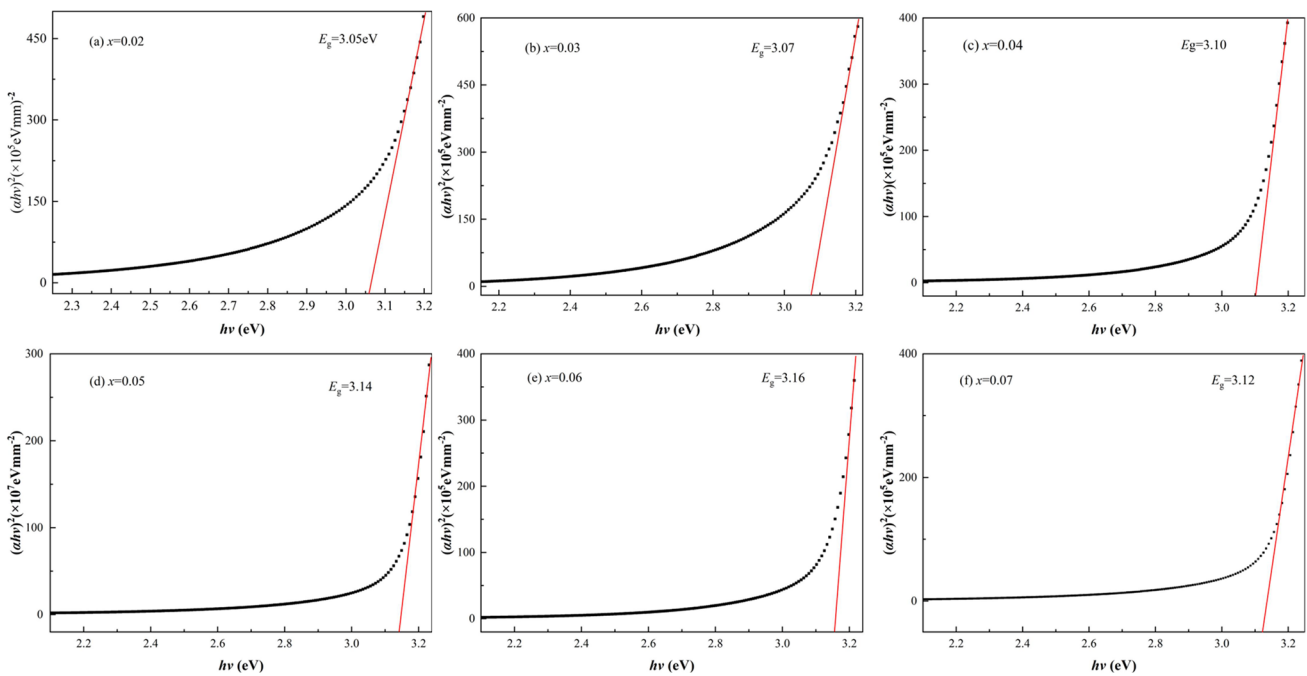 (a) x=0.02
E_g=3.05eV
(αhν)²(×10⁵eVmm)⁻²
450
300
150
0
2.3 2.4 2.5 2.6 2.7 2.8 2.9 3.0 3.1 3.2
hν (eV)
(b) x=0.03
E_g=3.07
(αhν)²(×10⁵eVmm⁻²)
600
450
300
150
0
2.2 2.4 2.6 2.8 3.0 3.2
hν (eV)
(c) x=0.04
Eg=3.10
(αhν)(×10⁵eVmm⁻²)
400
300
200
100
0
2.2 2.4 2.6 2.8 3.0 3.2
hν (eV)
(d) x=0.05
E_g=3.14
(αhν)²(×10⁷eVmm⁻²)
300
200
100
0
2.2 2.4 2.6 2.8 3.0 3.2
hν (eV)
(e) x=0.06
E_g=3.16
(αhν)²(×10⁵eVmm⁻²)
400
300
200
100
0
2.2 2.4 2.6 2.8 3.0 3.2
hν (eV)
(f) x=0.07
E_g=3.12
(αhν)²(×10⁵eVmm⁻²)
400
200
0
2.2 2.4 2.6 2.8 3.0 3.2
hν (eV)